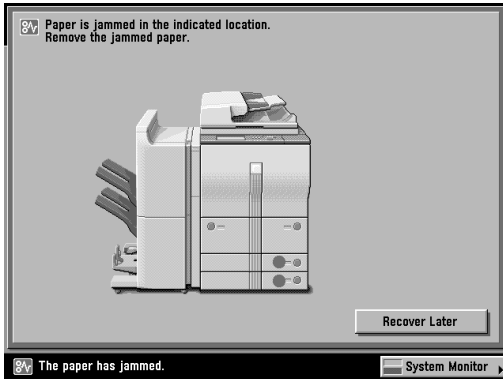 Paper is jammed in the indicated location.
Remove the jammed paper.
Recover Later
The paper has jammed.
System Monitor